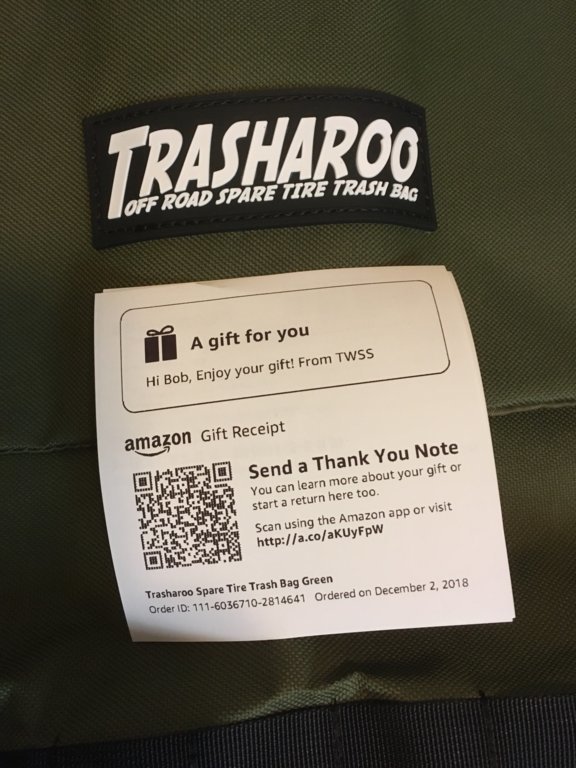 TRASHAROO
OFF ROAD SPARE TIRE TRASH BAG
A gift for you
Hi Bob, Enjoy your gift! From TWSS
amazon Gift Receipt
Send a Thank You Note
You can learn more about your gift or
start a return here too.
Scan using the Amazon app or visit
http://a.co/aKUyFpW
Trasharoo Spare Tire Trash Bag Green
Order ID: 111-6036710-2814641 Ordered on December 2, 2018